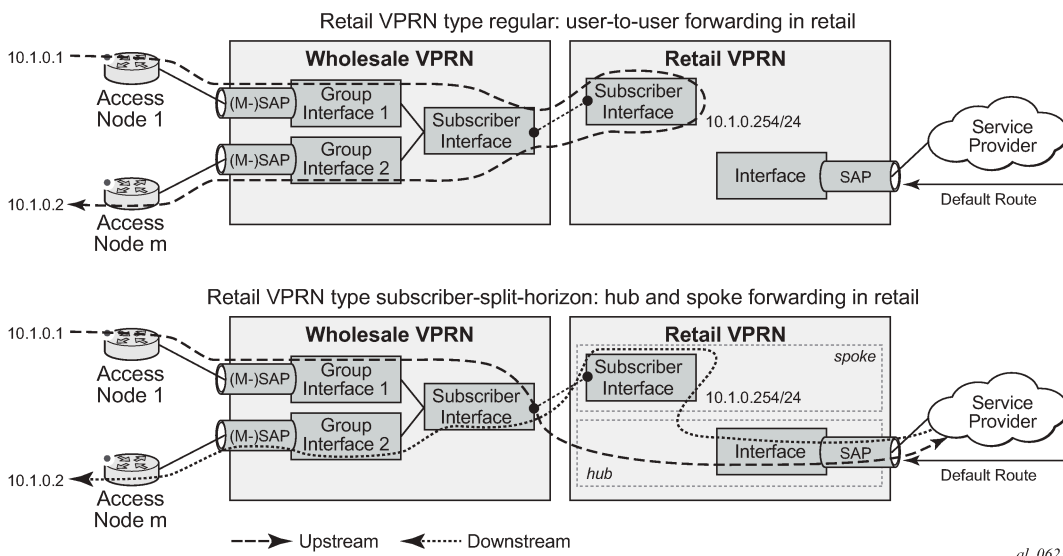 Retail VPRN type regular: user-to-user forwarding in retail
Wholesale VPRN
Retail VPRN
10.1.0.1
Access
Node 1
(M-)SAP
Group
Interface 1
Subscriber
Interface
(M-)SAP
Group
Interface 2
10.1.0.2
Access
Node m
Subscriber
Interface
10.1.0.254/24
Interface
SAP
Service
Provider
Default Route
Retail VPRN type subscriber-split-horizon: hub and spoke forwarding in retail
Wholesale VPRN
Retail VPRN
10.1.0.1
Access
Node 1
(M-)SAP
Group
Interface 1
Subscriber
Interface
(M-)SAP
Group
Interface 2
10.1.0.2
Access
Node m
spoke
Subscriber
Interface
10.1.0.254/24
hub
Interface
SAP
Service
Provider
Default Route
Upstream
Downstream
al_062